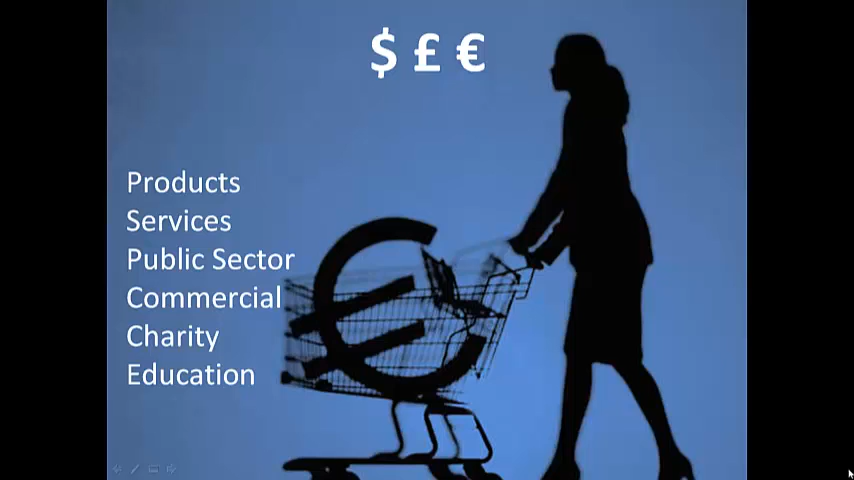 $ £ €
Products
Services
Public Sector
Commercial
Charity
Education